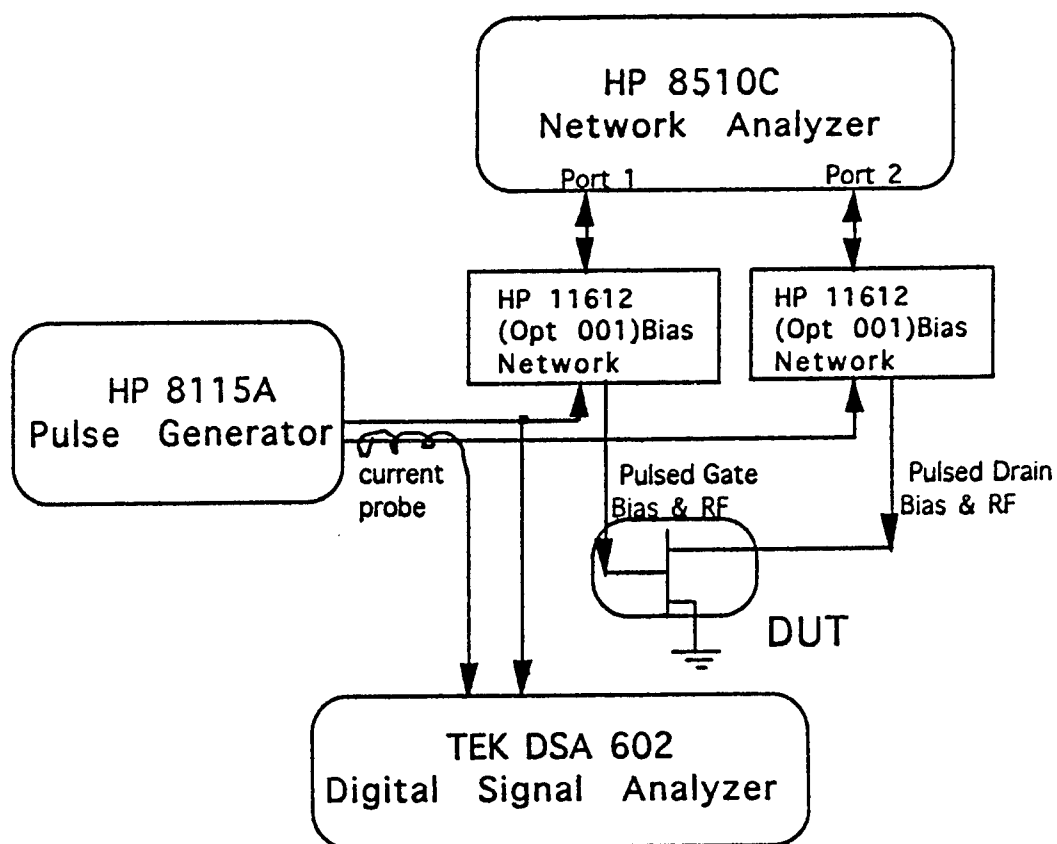 HP 8510C
Network Analyzer
Port 1
Port 2
HP 11612
(Opt 001)Bias
Network
HP 11612
(Opt 001)Bias
Network
HP 8115A
Pulse Generator
current
probe
Pulsed Gate
Bias & RF
Pulsed Drain
Bias & RF
DUT
TEK DSA 602
Digital Signal Analyzer